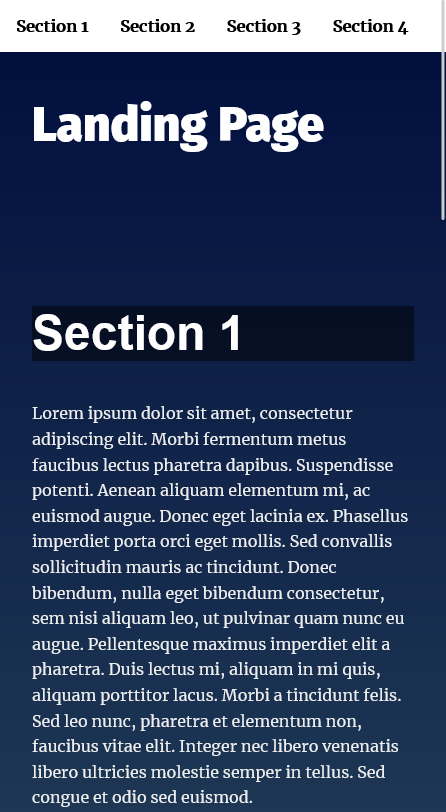 Section 1 Section 2 Section 3 Section 4
Landing Page
Section 1
Lorem ipsum dolor sit amet, consectetur
adipiscing elit. Morbi fermentum metus
faucibus lectus pharetra dapibus. Suspendisse
potenti. Aenean aliquam elementum mi, ac
euismod augue. Donec eget lacinia ex. Phasellus
imperdiet porta orci eget mollis. Sed convallis
sollicitudin mauris ac tincidunt. Donec
bibendum, nulla eget bibendum consectetur,
sem nisi aliquam leo, ut pulvinar quam nunc eu
augue. Pellentesque maximus imperdiet elit a
pharetra. Duis lectus mi, aliquam in mi quis,
aliquam porttitor lacus. Morbi a tincidunt felis.
Sed leo nunc, pharetra et elementum non,
faucibus vitae elit. Integer nec libero venenatis
libero ultricies molestie semper in tellus. Sed
congue et odio sed euismod.